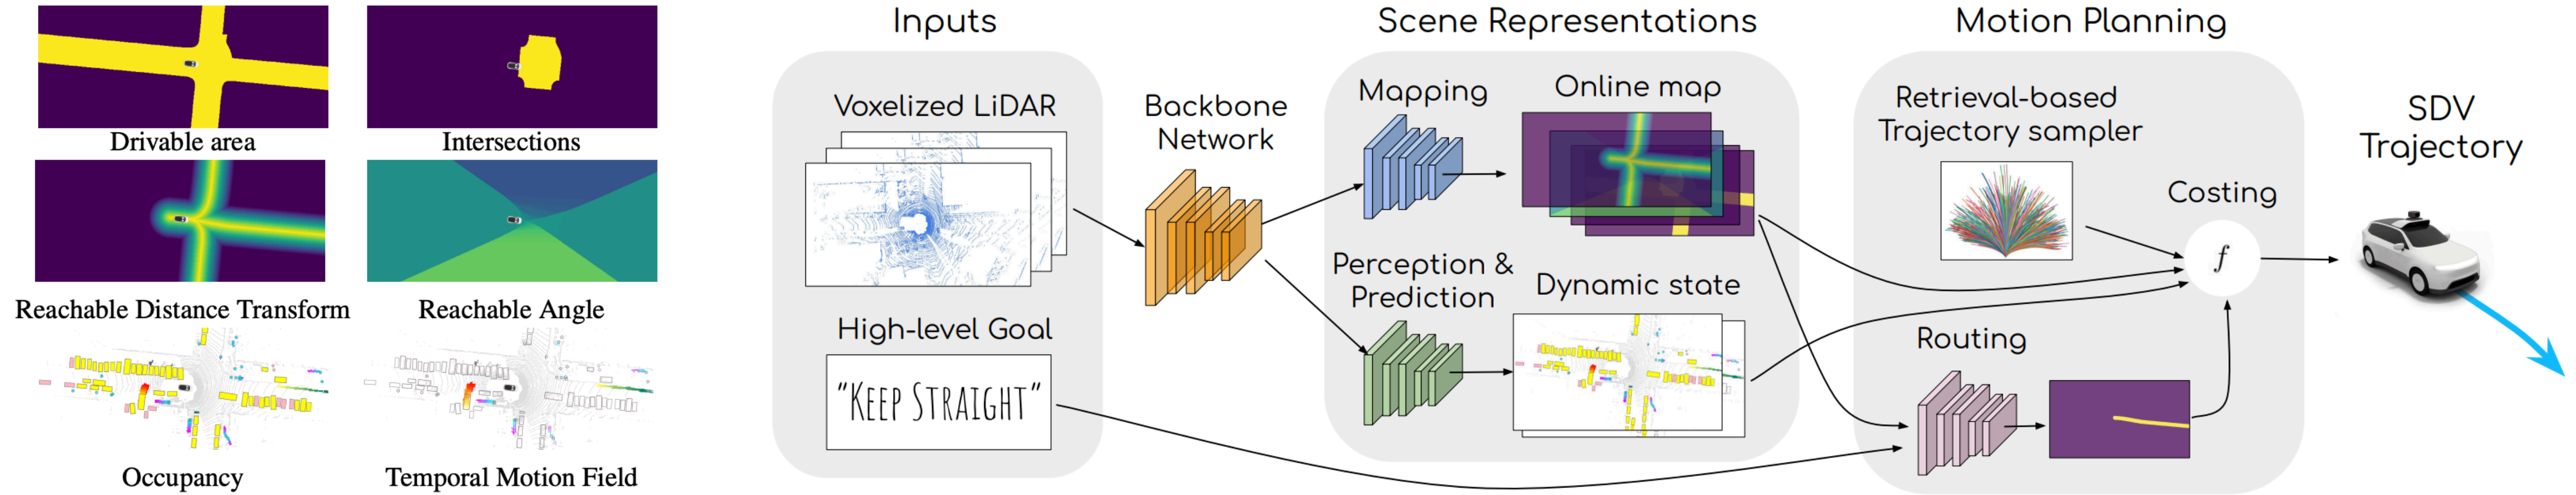 Drivable area
Intersections
Reachable Distance Transform
Reachable Angle
Occupancy
Temporal Motion Field
Inputs
Voxelized LiDAR
High-level Goal
“KEEP STRAIGHT“
Backbone
Network
Scene Representations
Mapping
Online map
Perception &
Prediction
Dynamic state
Motion Planning
Retrieval-based
Trajectory sampler
Costing
f
Routing
SDV
Trajectory